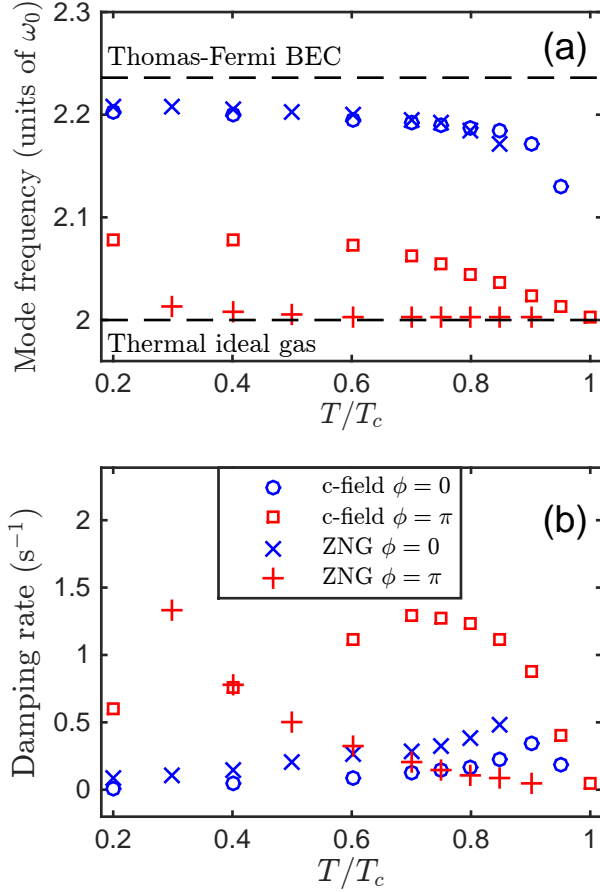 2.3
(a)
Thomas-Fermi BEC
2.2
2.1
2
Thermal ideal gas
Mode frequency (units of ω₀)
0.2 0.4 0.6 0.8 1
T/T_c
(b)
c-field ϕ = 0
c-field ϕ = π
ZNG ϕ = 0
ZNG ϕ = π
2
1.5
1
0.5
0
Damping rate (s⁻¹)
0.2 0.4 0.6 0.8 1
T/T_c